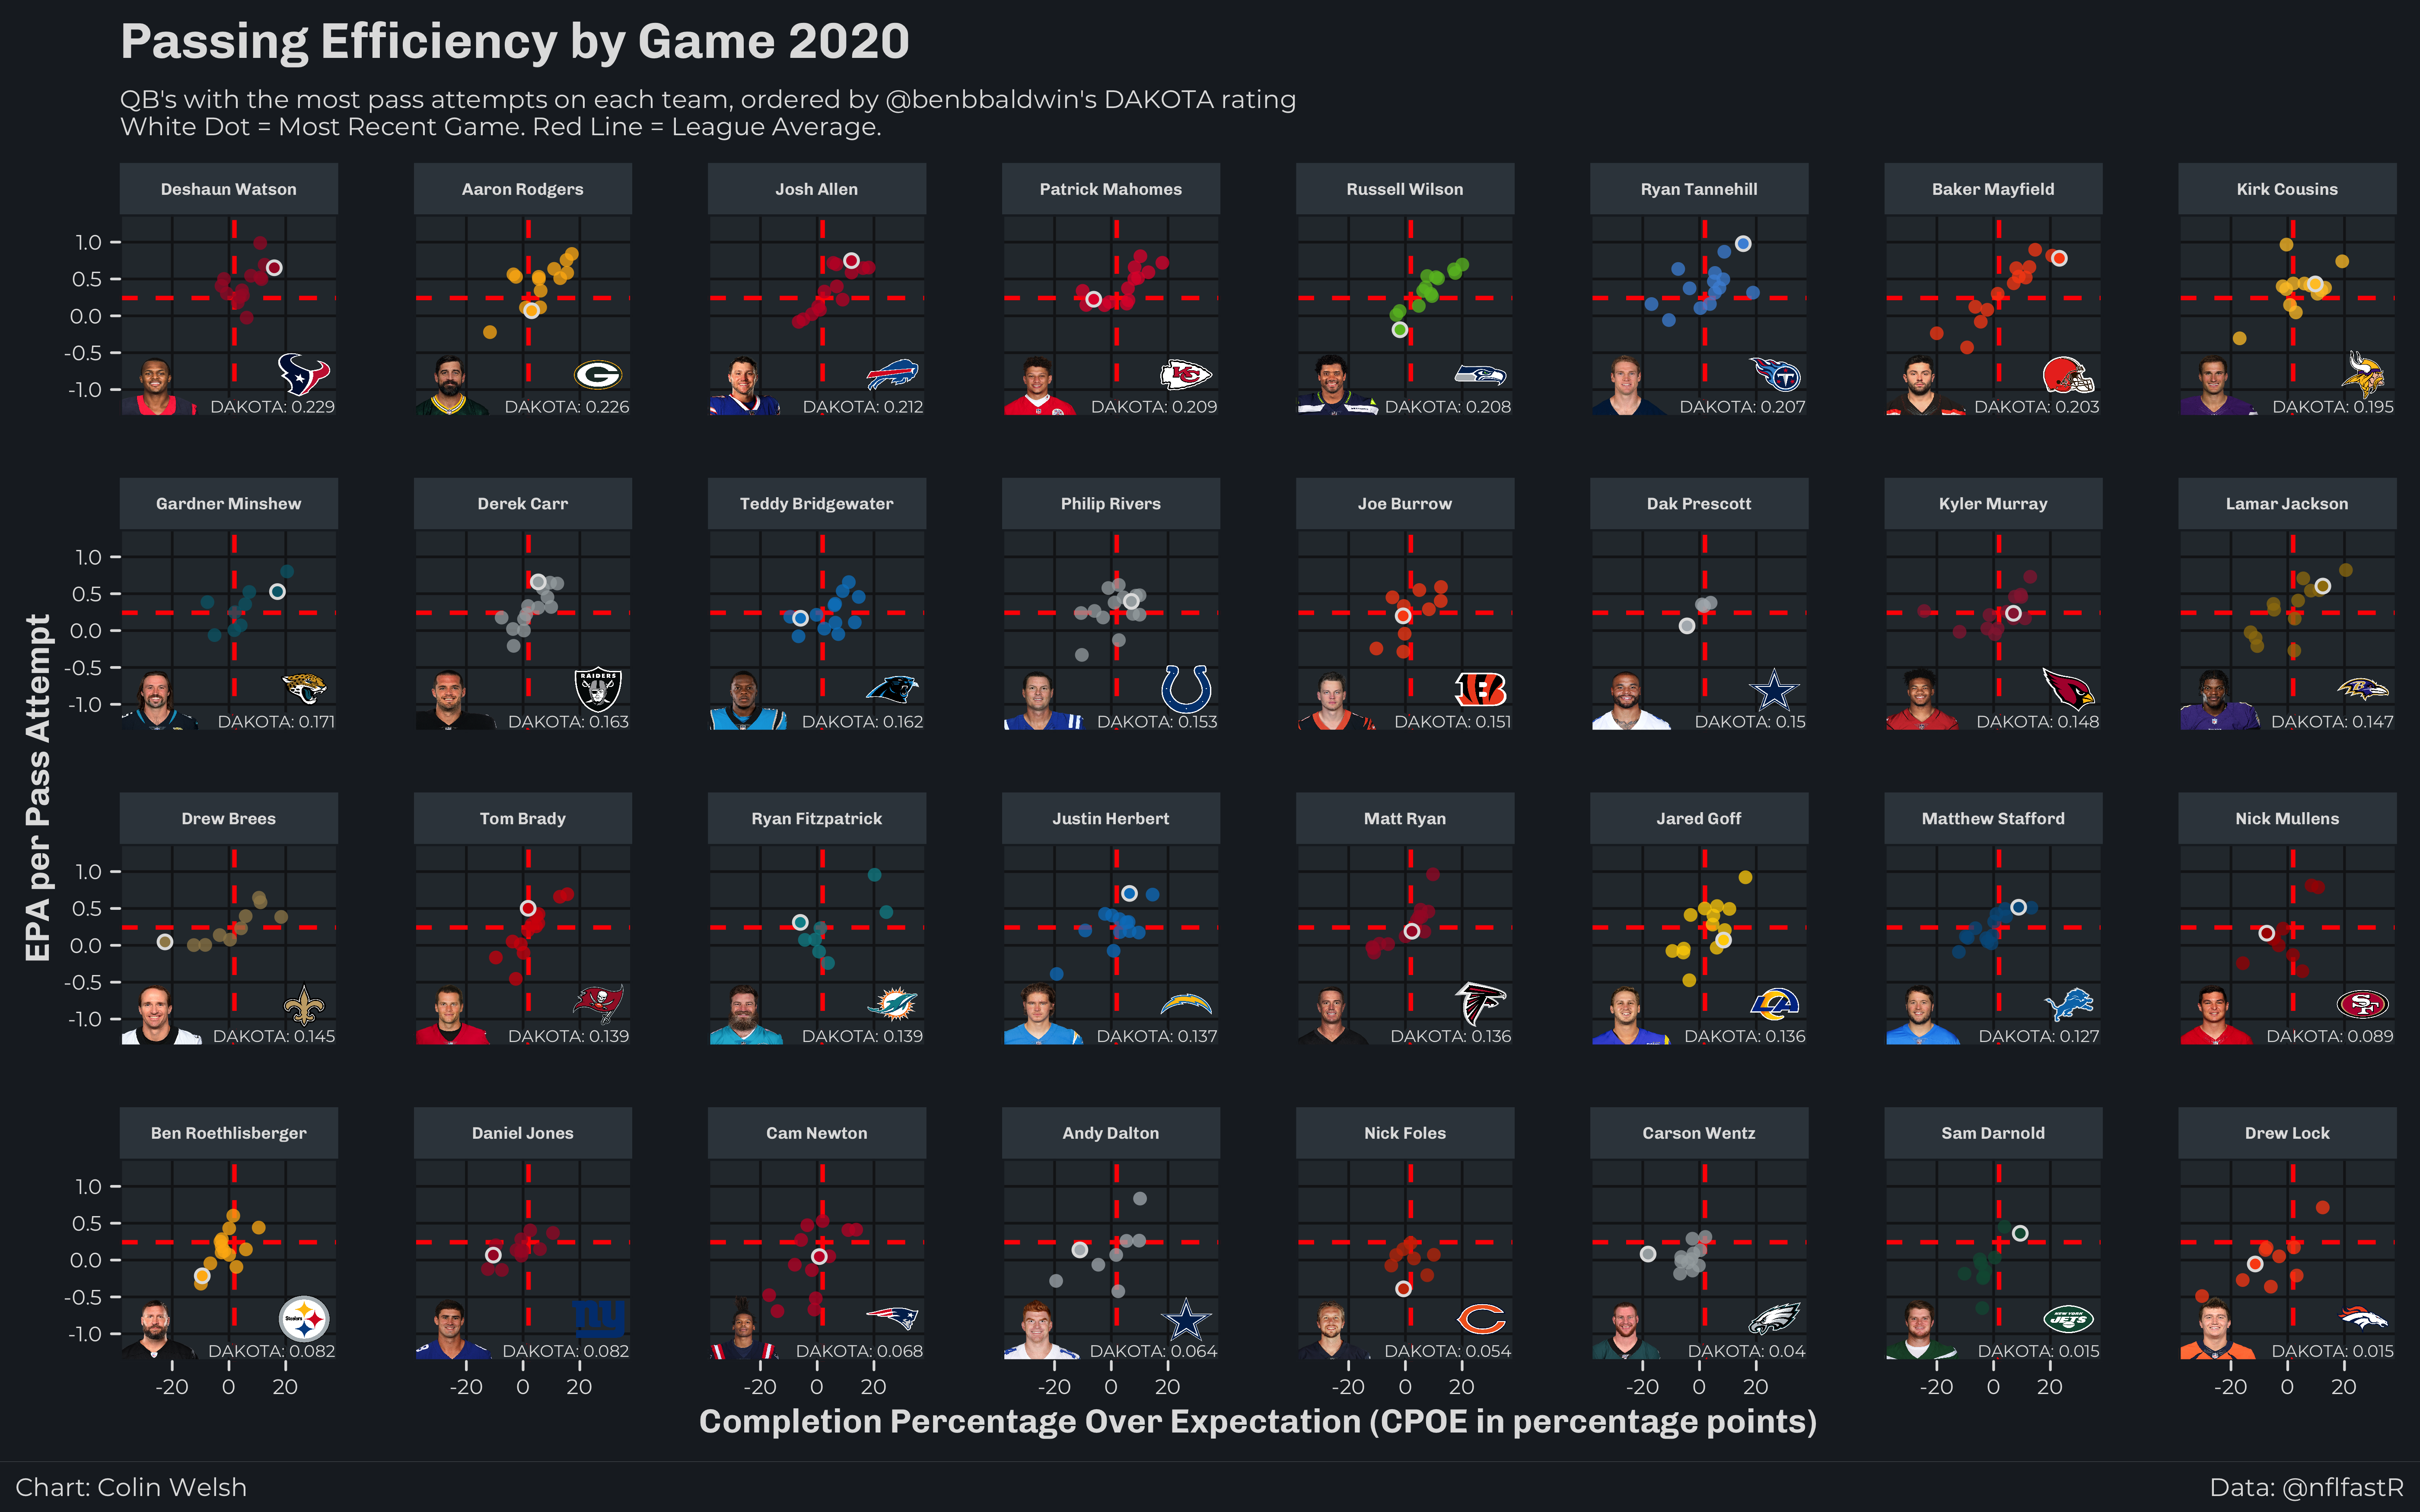 Passing Efficiency by Game 2020
QB's with the most pass attempts on each team, ordered by @benbbaldwin's DAKOTA rating
White Dot = Most Recent Game. Red Line = League Average.
Deshaun Watson
Aaron Rodgers
Josh Allen
Patrick Mahomes
Russell Wilson
Ryan Tannehill
Baker Mayfield
Kirk Cousins
1.0
0.5
0.0
-0.5
-1.0
DAKOTA: 0.229
DAKOTA: 0.226
DAKOTA: 0.212
DAKOTA: 0.209
DAKOTA: 0.208
DAKOTA: 0.207
DAKOTA: 0.203
DAKOTA: 0.195
Gardner Minshew
Derek Carr
Teddy Bridgewater
Philip Rivers
Joe Burrow
Dak Prescott
Kyler Murray
Lamar Jackson
1.0
0.5
0.0
-0.5
-1.0
RAIDERS
DAKOTA: 0.171
DAKOTA: 0.163
DAKOTA: 0.162
DAKOTA: 0.153
DAKOTA: 0.151
DAKOTA: 0.15
DAKOTA: 0.148
DAKOTA: 0.147
EPA per Pass Attempt
Drew Brees
Tom Brady
Ryan Fitzpatrick
Justin Herbert
Matt Ryan
Jared Goff
Matthew Stafford
Nick Mullens
1.0
0.5
0.0
-0.5
-1.0
DAKOTA: 0.145
DAKOTA: 0.139
DAKOTA: 0.139
DAKOTA: 0.137
DAKOTA: 0.136
DAKOTA: 0.136
DAKOTA: 0.127
DAKOTA: 0.089
Ben Roethlisberger
Daniel Jones
Cam Newton
Andy Dalton
Nick Foles
Carson Wentz
Sam Darnold
Drew Lock
1.0
0.5
0.0
-0.5
-1.0
Steelers
ny
NEW YORK
JETS
DAKOTA: 0.082
DAKOTA: 0.082
DAKOTA: 0.068
DAKOTA: 0.064
DAKOTA: 0.054
DAKOTA: 0.04
DAKOTA: 0.015
DAKOTA: 0.015
-20 0 20
-20 0 20
-20 0 20
-20 0 20
-20 0 20
-20 0 20
-20 0 20
-20 0 20
Completion Percentage Over Expectation (CPOE in percentage points)
Chart: Colin Welsh
Data: @nflfastR